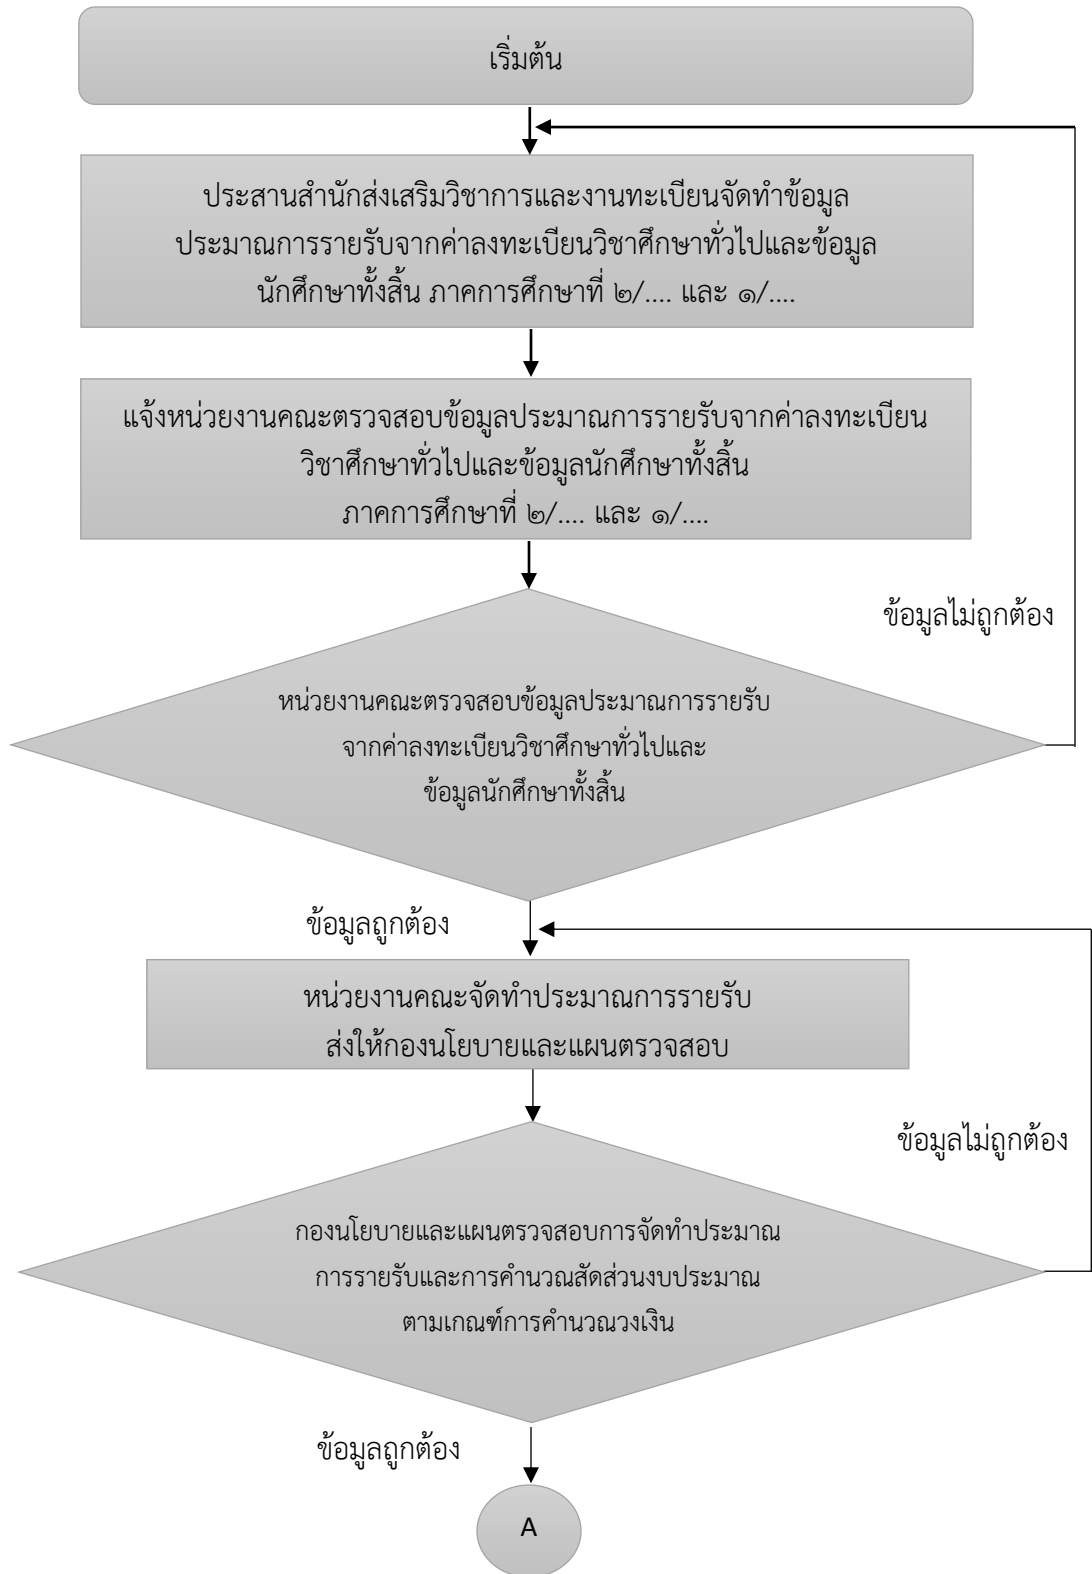 เริ่มต้น
ประสานสำนักส่งเสริมวิชาการและงานทะเบียนจัดทำข้อมูล
ประมาณการรายรับจากค่าลงทะเบียนวิชาศึกษาทั่วไปและข้อมูล
นักศึกษาทั้งสิ้น ภาคการศึกษาที่ ๒/.... และ ๑/....
แจ้งหน่วยงานคณะตรวจสอบข้อมูลประมาณการรายรับจากค่าลงทะเบียน
วิชาศึกษาทั่วไปและข้อมูลนักศึกษาทั้งสิ้น
ภาคการศึกษาที่ ๒/.... และ ๑/....
ข้อมูลไม่ถูกต้อง
หน่วยงานคณะตรวจสอบข้อมูลประมาณการรายรับ
จากค่าลงทะเบียนวิชาศึกษาทั่วไปและ
ข้อมูลนักศึกษาทั้งสิ้น
ข้อมูลถูกต้อง
หน่วยงานคณะจัดทำประมาณการรายรับ
ส่งให้กองนโยบายและแผนตรวจสอบ
ข้อมูลไม่ถูกต้อง
กองนโยบายและแผนตรวจสอบการจัดทำประมาณ
การรายรับและการคำนวณสัดส่วนงบประมาณ
ตามเกณฑ์การคำนวณวงเงิน
ข้อมูลถูกต้อง
A